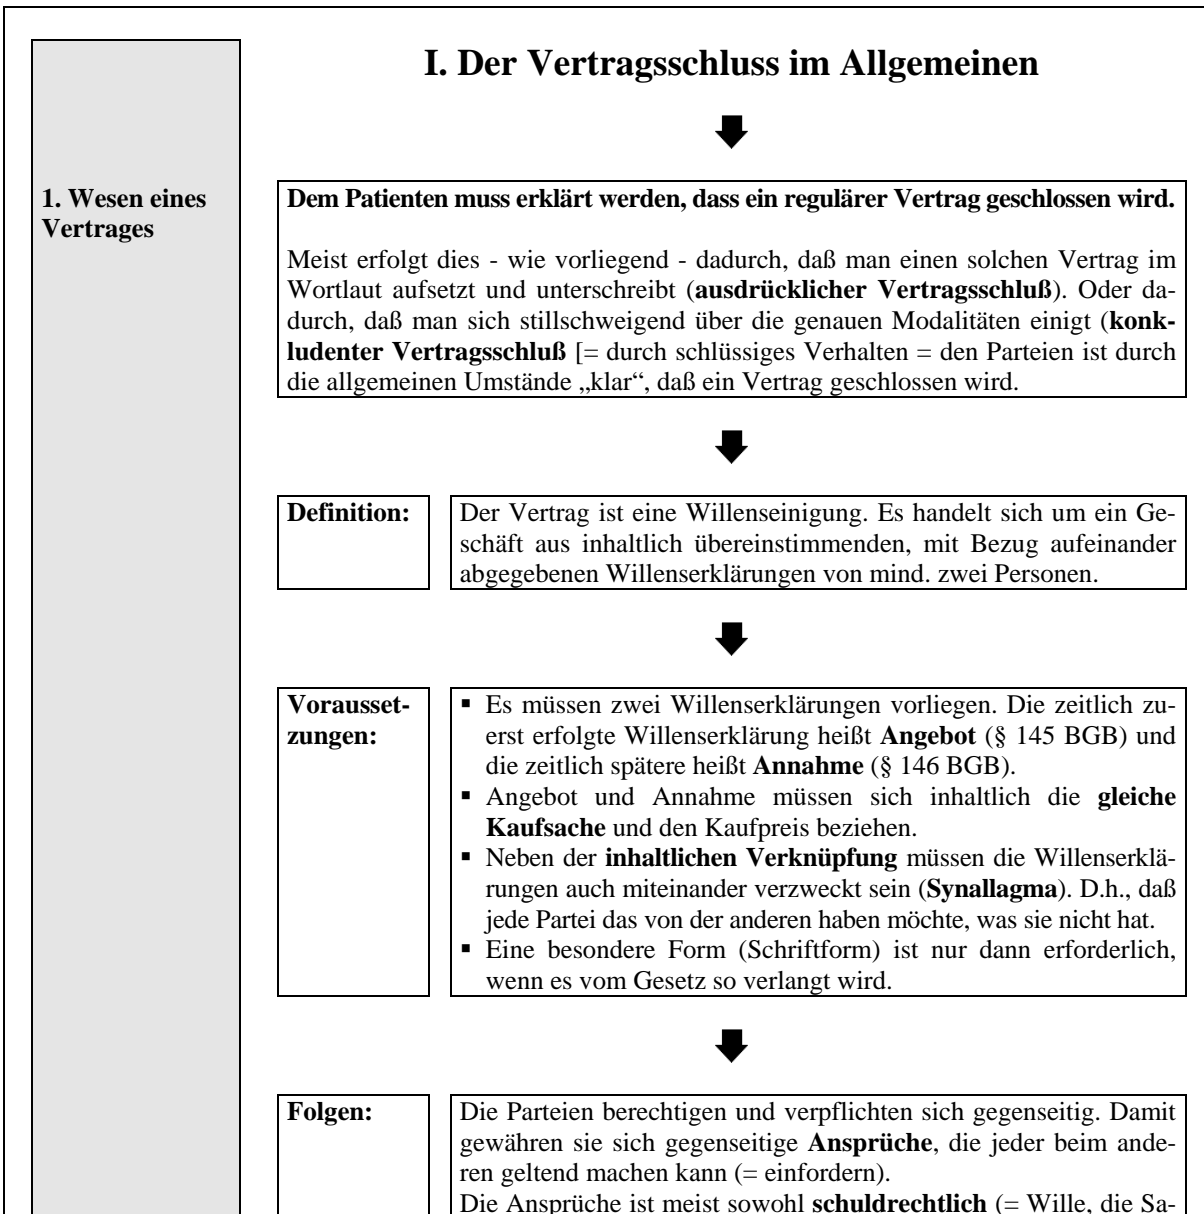 I. Der Vertragsschluss im Allgemeinen
1. Wesen eines
Vertrages
Dem Patienten muss erklärt werden, dass ein regulärer Vertrag geschlossen wird.
Meist erfolgt dies - wie vorliegend - dadurch, daß man einen solchen Vertrag im
Wortlaut aufsetzt und unterschreibt (ausdrücklicher Vertragsschluß). Oder da-
durch, daß man sich stillschweigend über die genauen Modalitäten einigt (konk-
ludenter Vertragsschluß [= durch schlüssiges Verhalten = den Parteien ist durch
die allgemeinen Umstände „klar“, daß ein Vertrag geschlossen wird.
Definition:
Der Vertrag ist eine Willenseinigung. Es handelt sich um ein Ge-
schäft aus inhaltlich übereinstimmenden, mit Bezug aufeinander
abgegebenen Willenserklärungen von mind. zwei Personen.
Vorausset-
zungen:
▪ Es müssen zwei Willenserklärungen vorliegen. Die zeitlich zu-
erst erfolgte Willenserklärung heißt Angebot (§ 145 BGB) und
die zeitlich spätere heißt Annahme (§ 146 BGB).
▪ Angebot und Annahme müssen sich inhaltlich die gleiche
Kaufsache und den Kaufpreis beziehen.
▪ Neben der inhaltlichen Verknüpfung müssen die Willenserklä-
rungen auch miteinander verzweckt sein (Synallagma). D.h., daß
jede Partei das von der anderen haben möchte, was sie nicht hat.
▪ Eine besondere Form (Schriftform) ist nur dann erforderlich,
wenn es vom Gesetz so verlangt wird.
Folgen:
Die Parteien berechtigen und verpflichten sich gegenseitig. Damit
gewähren sie sich gegenseitige Ansprüche, die jeder beim ande-
ren geltend machen kann (= einfordern).
Die Ansprüche ist meist sowohl schuldrechtlich (= Wille, die Sa-